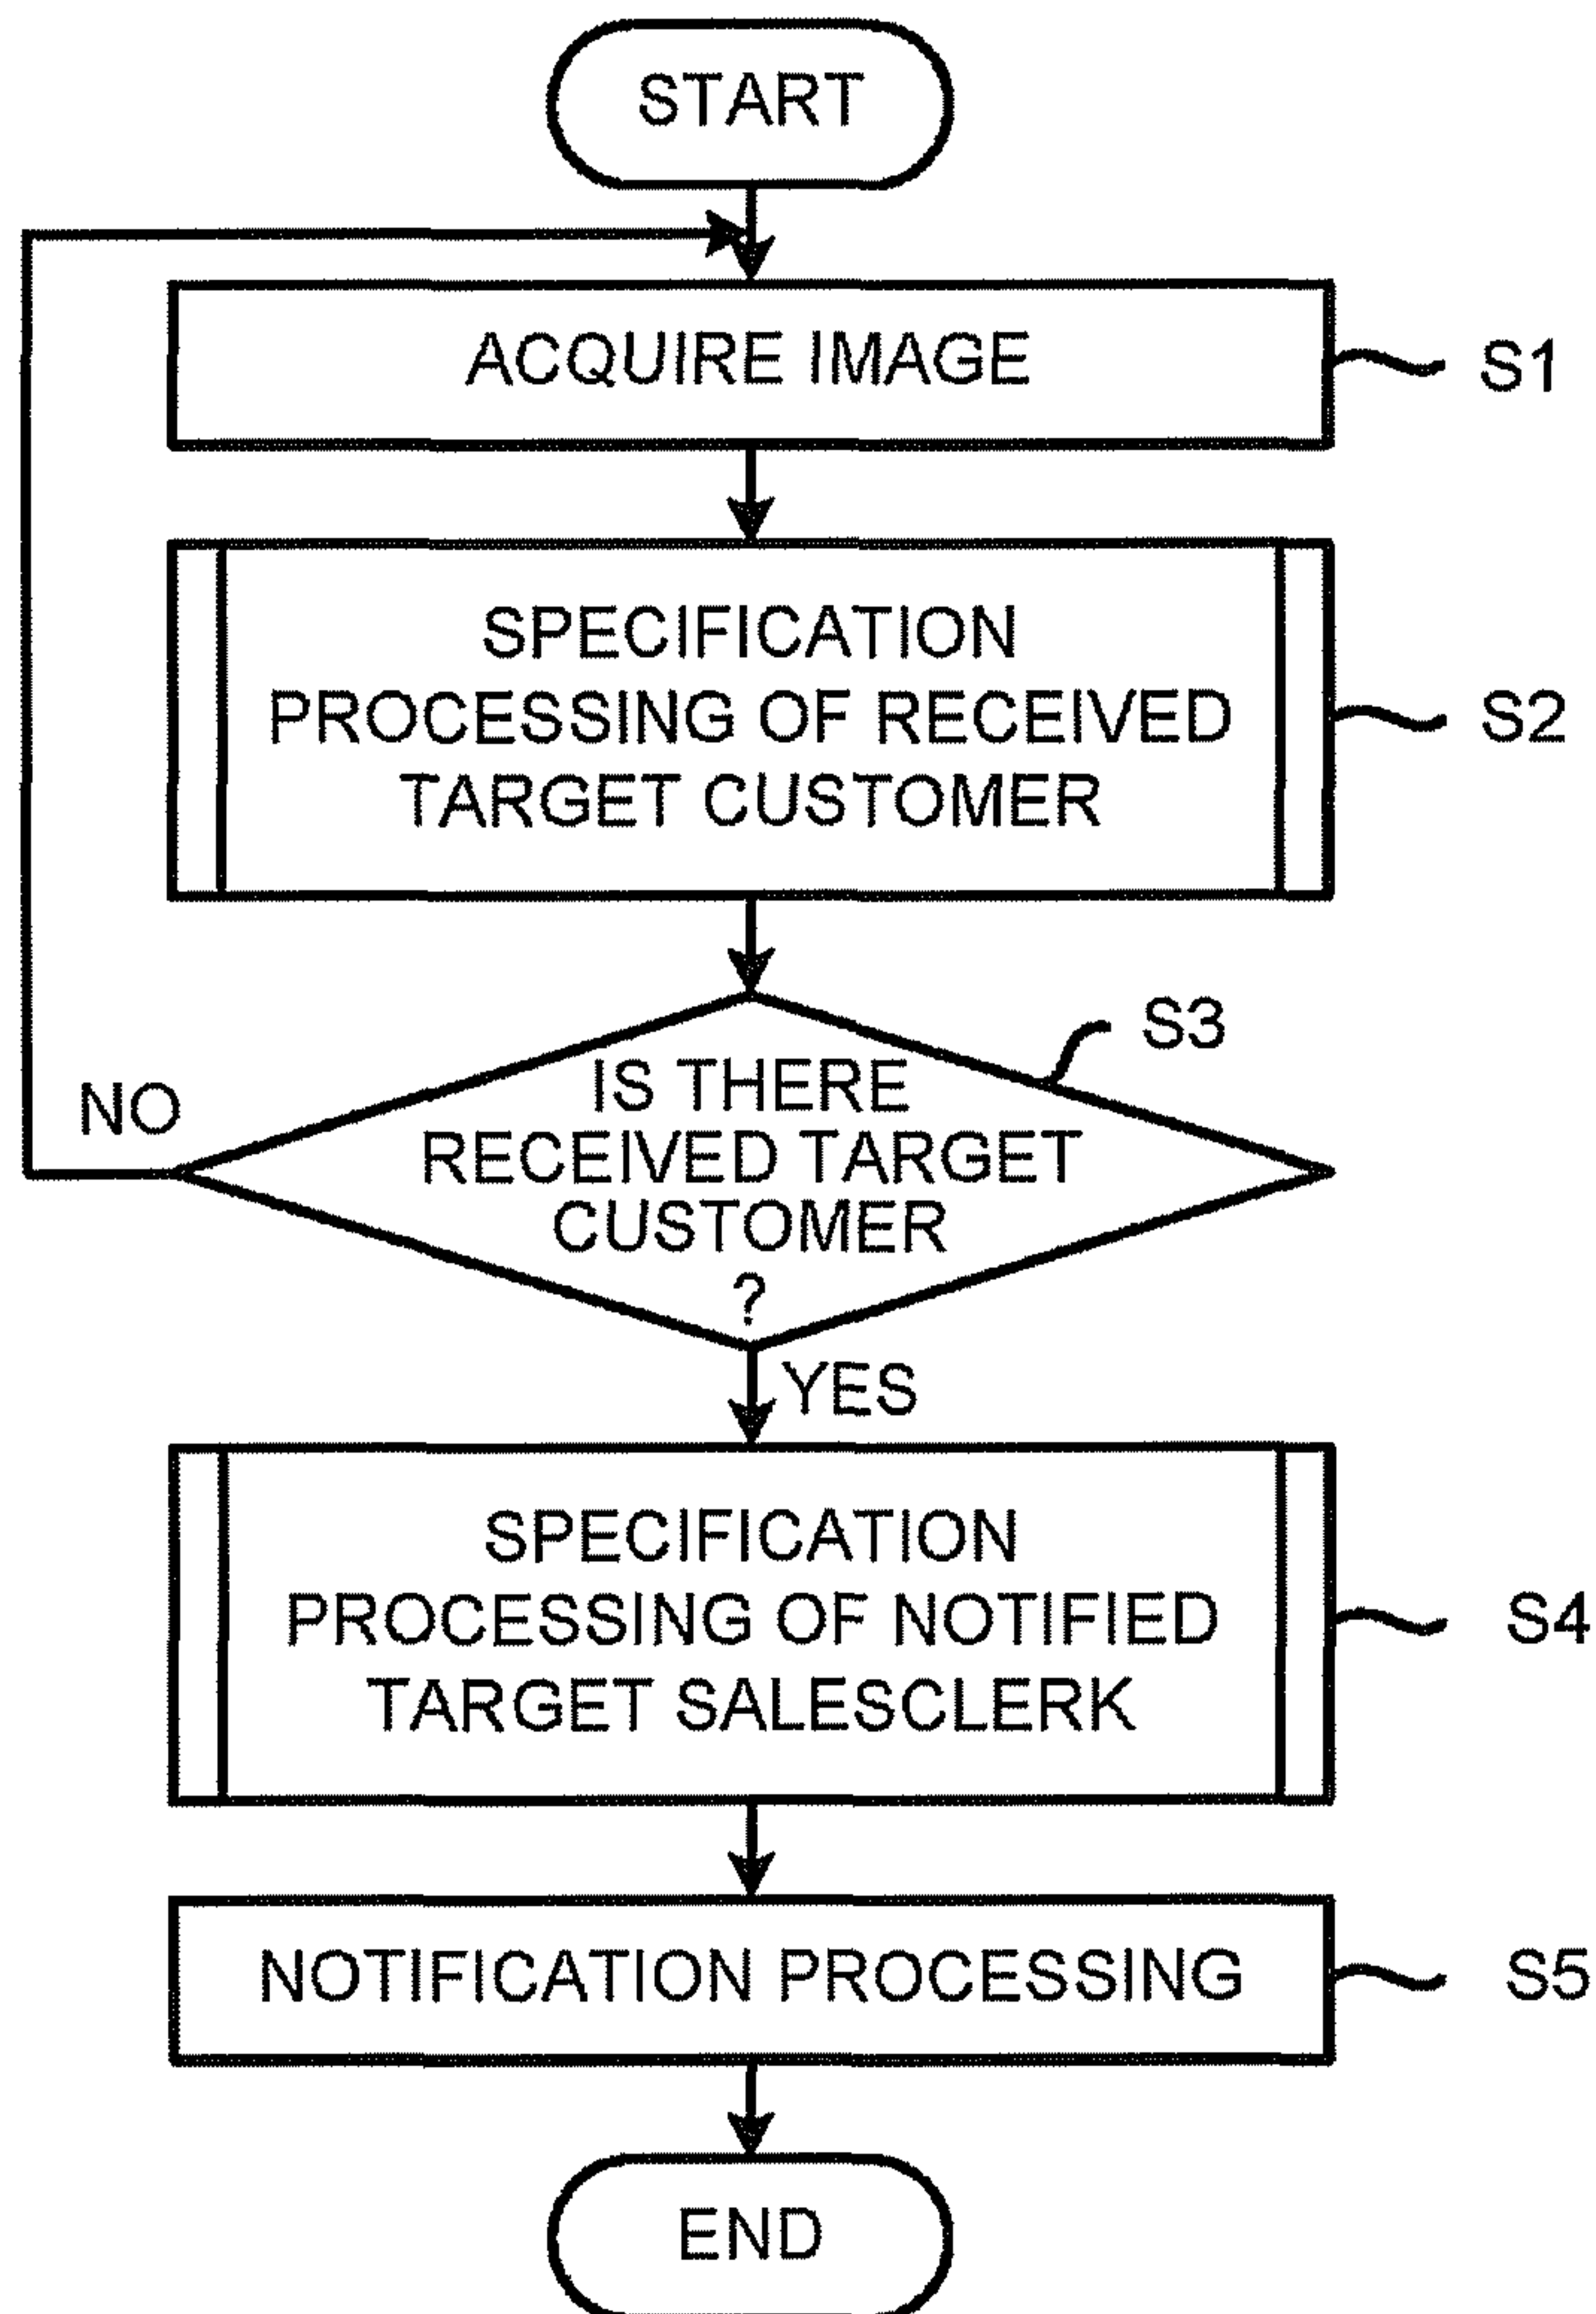 START
ACQUIRE IMAGE
S1
SPECIFICATION
PROCESSING OF RECEIVED
TARGET CUSTOMER
S2
S3
IS THERE
RECEIVED TARGET
CUSTOMER
?
NO
YES
SPECIFICATION
PROCESSING OF NOTIFIED
TARGET SALESCLERK
S4
NOTIFICATION PROCESSING
S5
END